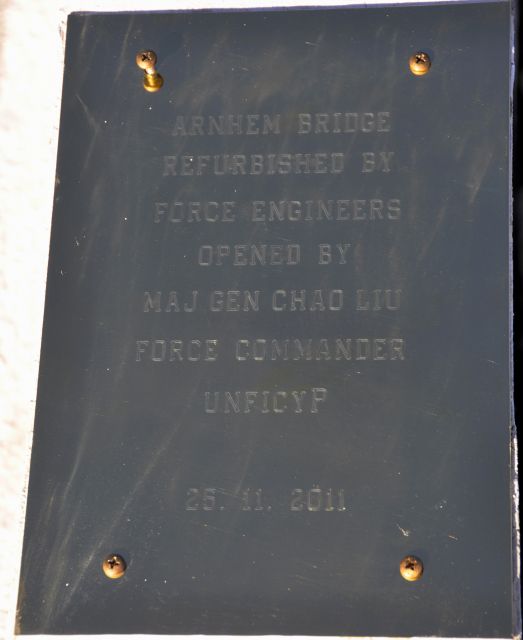 ARNHEM BRIDGE
REFURBISHED BY
FORCE ENGINEERS
OPENED BY
MAJ GEN CHAO LIU
FORCE COMMANDER
UNFICYP
25. 11. 2011